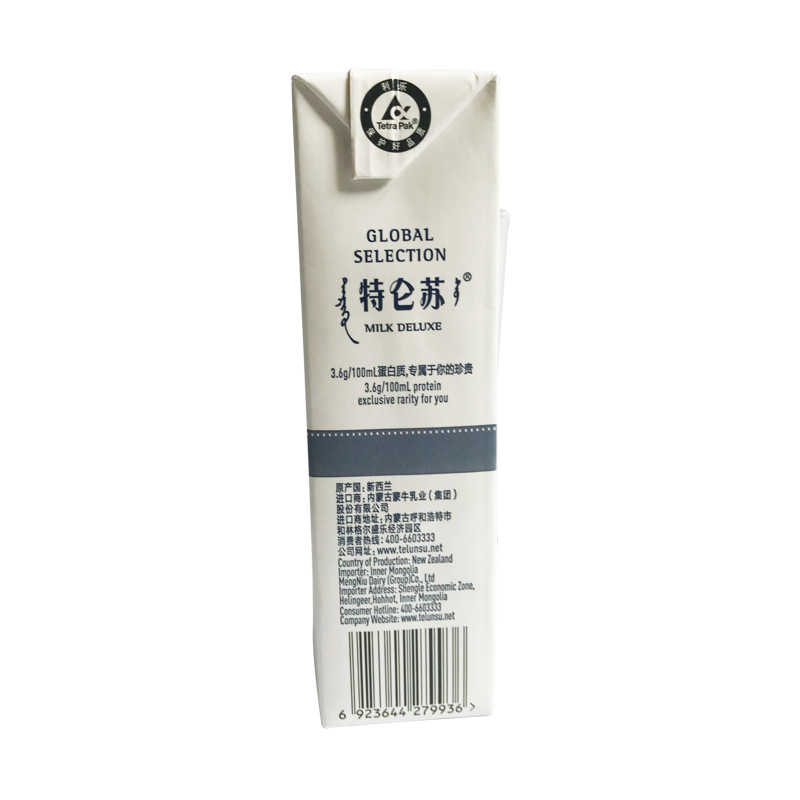 利乐
Tetra Pak®
保护好品质
GLOBAL
SELECTION
特仑苏®
MILK DELUXE
3.6g/100mL蛋白质,专属于你的珍贵
3.6g/100mL protein
exclusive rarity for you
原产国:新西兰
进口商:内蒙古蒙牛乳业(集团)
股份有限公司
进口商地址:内蒙古呼和浩特市
和林格尔盛乐经济园区
消费者热线:400-6603333
公司网址:www.telunsu.net
Country of Production: New Zealand
Importer: Inner Mongolia
MengNiu Dairy (Group)Co., Ltd
Importer Address: Shengle Economic Zone,
Helingeer,Hohhot, Inner Mongolia
Consumer Hotline: 400-6603333
Company Website: www.telunsu.net
6 923644 279936 >